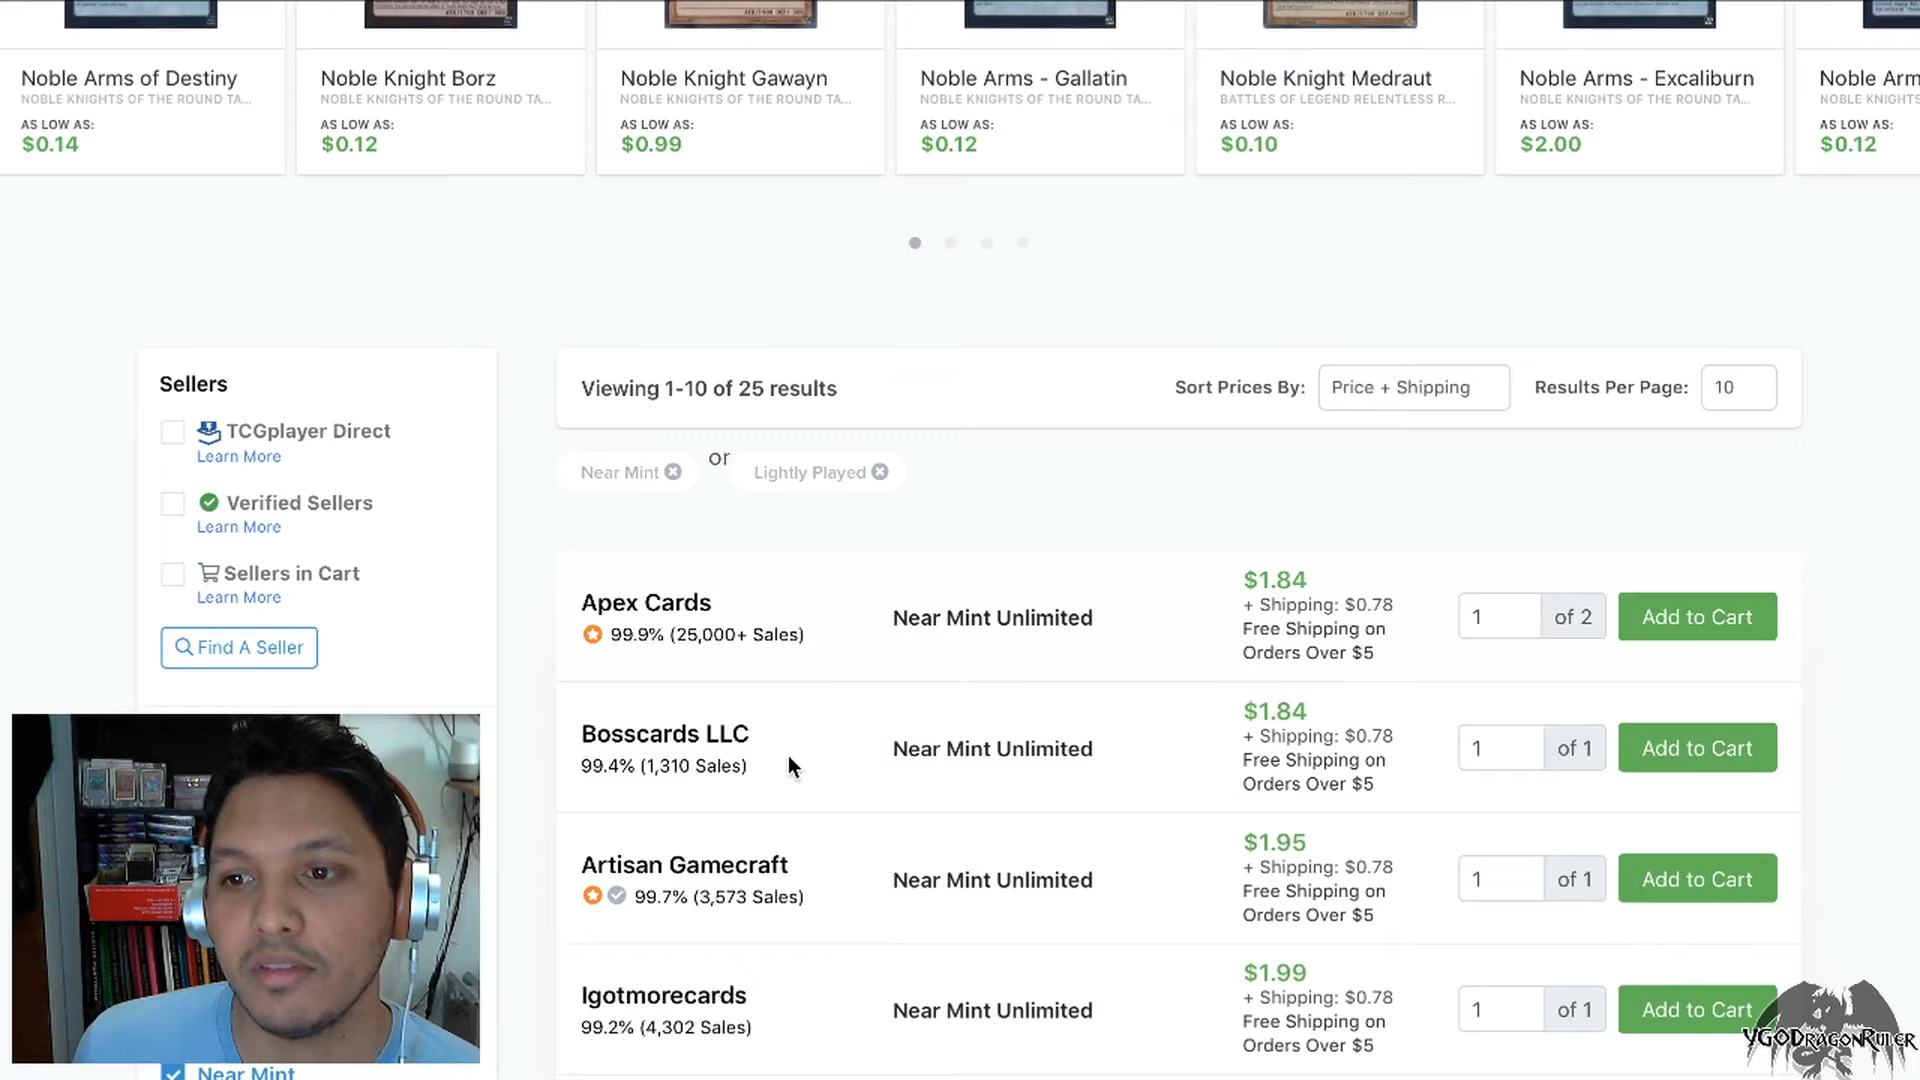 Noble Arms of Destiny
NOBLE KNIGHTS OF THE ROUND TA...
AS LOW AS:
$0.14
Noble Knight Borz
NOBLE KNIGHTS OF THE ROUND TA...
AS LOW AS:
$0.12
Noble Knight Gawayn
NOBLE KNIGHTS OF THE ROUND TA...
AS LOW AS:
$0.99
Noble Arms - Gallatin
NOBLE KNIGHTS OF THE ROUND TA...
AS LOW AS:
$0.12
Noble Knight Medraut
BATTLES OF LEGEND RELENTLESS R...
AS LOW AS:
$0.10
Noble Arms - Excaliburn
NOBLE KNIGHTS OF THE ROUND TA...
AS LOW AS:
$2.00
Noble Arm
NOBLE KNIGHTS
AS LOW AS:
$0.12
Sellers
TCGplayer Direct
Learn More
Verified Sellers
Learn More
Sellers in Cart
Learn More
Find A Seller
Near Mint
Viewing 1-10 of 25 results
Sort Prices By: Price + Shipping
Results Per Page: 10
Near Mint or Lightly Played
Apex Cards
99.9% (25,000+ Sales)
Near Mint Unlimited
$1.84
+ Shipping: $0.78
Free Shipping on
Orders Over $5
1 of 2
Add to Cart
Bosscards LLC
99.4% (1,310 Sales)
Near Mint Unlimited
$1.84
+ Shipping: $0.78
Free Shipping on
Orders Over $5
1 of 1
Add to Cart
Artisan Gamecraft
99.7% (3,573 Sales)
Near Mint Unlimited
$1.95
+ Shipping: $0.78
Free Shipping on
Orders Over $5
1 of 1
Add to Cart
Igotmorecards
99.2% (4,302 Sales)
Near Mint Unlimited
$1.99
+ Shipping: $0.78
Free Shipping on
Orders Over $5
1 of 1
Add to Cart
YGODragonRuler